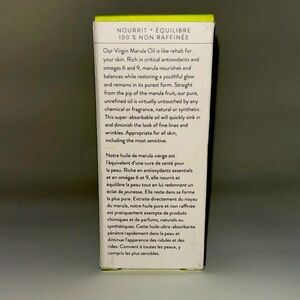 NOURRIT * ÉQUILIBRE
100 % NON RAFFINÉE
Our Virgin Marula Oil is like rehab for
your skin. Rich in critical antioxidants and
omegas 6 and 9, marula nourishes and
balances while restoring a youthful glow
and remains in its purest form. Straight
from the pip of the marula fruit, our pure,
unrefined oil is virtually untouched by any
chemical or fragrance, natural or synthetic.
This super-absorbable oil will quickly sink in
and diminish the look of fine lines and
wrinkles. Appropriate for all skin,
including the most sensitive.
Notre huile de marula vierge est
l'équivalent d'une cure de santé pour
la peau. Riche en antioxydants essentiels
et en omégas 6 et 9, elle nourrit et
équilibre la peau tout en lui redonnant un
éclat de jeunesse. Elle reste dans sa forme
la plus pure. Extraite directement du noyau
du marula, notre huile pure et non raffinée
est pratiquement exempte de produits
chimiques et de parfums, naturels ou
synthétiques. Cette huile ultra-absorbante
pénètre rapidement dans la peau et
diminue l'apparence des ridules et des
rides. Convient à toutes les peaux, y
compris les plus sensibles.